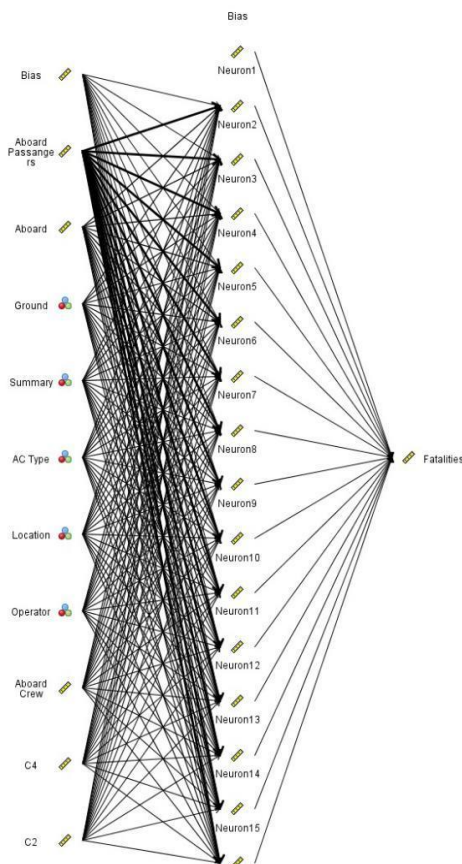 Bias
Bias
Aboard
Passange
rs
Aboard
Ground
Summary
AC Type
Location
Operator
Aboard
Crew
C4
C2
Neuron1
Neuron2
Neuron3
Neuron4
Neuron5
Neuron6
Neuron7
Neuron8
Neuron9
Neuron10
Neuron11
Neuron12
Neuron13
Neuron14
Neuron15
Fatalities